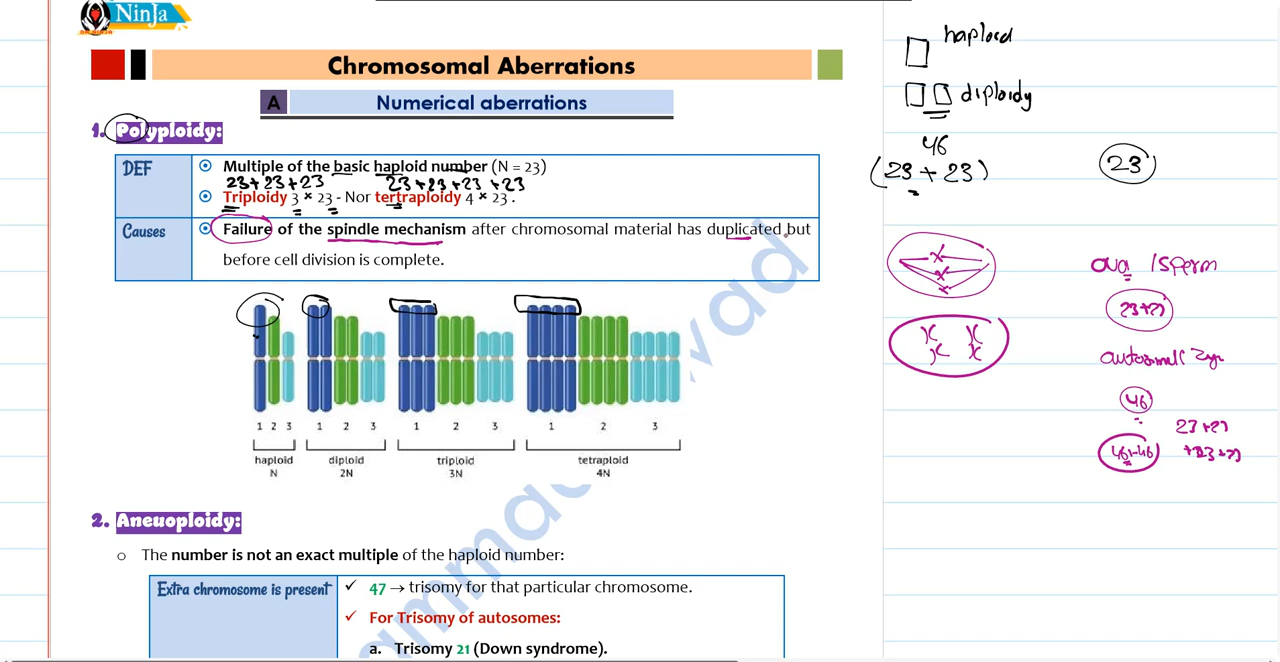 Ninja
DR.NINJA
Chromosomal Aberrations
A Numerical aberrations
1. Polyploidy:
DEF
Multiple of the basic haploid number (N = 23)
23+23+23 23+23+23+23
Triploidy 3 * 23 - Nor tertraploidy 4 * 23 .
Causes
Failure of the spindle mechanism after chromosomal material has duplicated but
before cell division is complete.
1 2 3 1 2 3 1 2 3 1 2 3
haploid diploid triploid tetraploid
N 2N 3N 4N
2. Aneuoploidy:
o The number is not an exact multiple of the haploid number:
Extra chromosome is present
✓ 47 → trisomy for that particular chromosome.
✓ For Trisomy of autosomes:
a. Trisomy 21 (Down syndrome).
haploid
diploidy
46
(23 + 23)
23
ova / sperm
23+23
46
23+23
46+46 +23+23